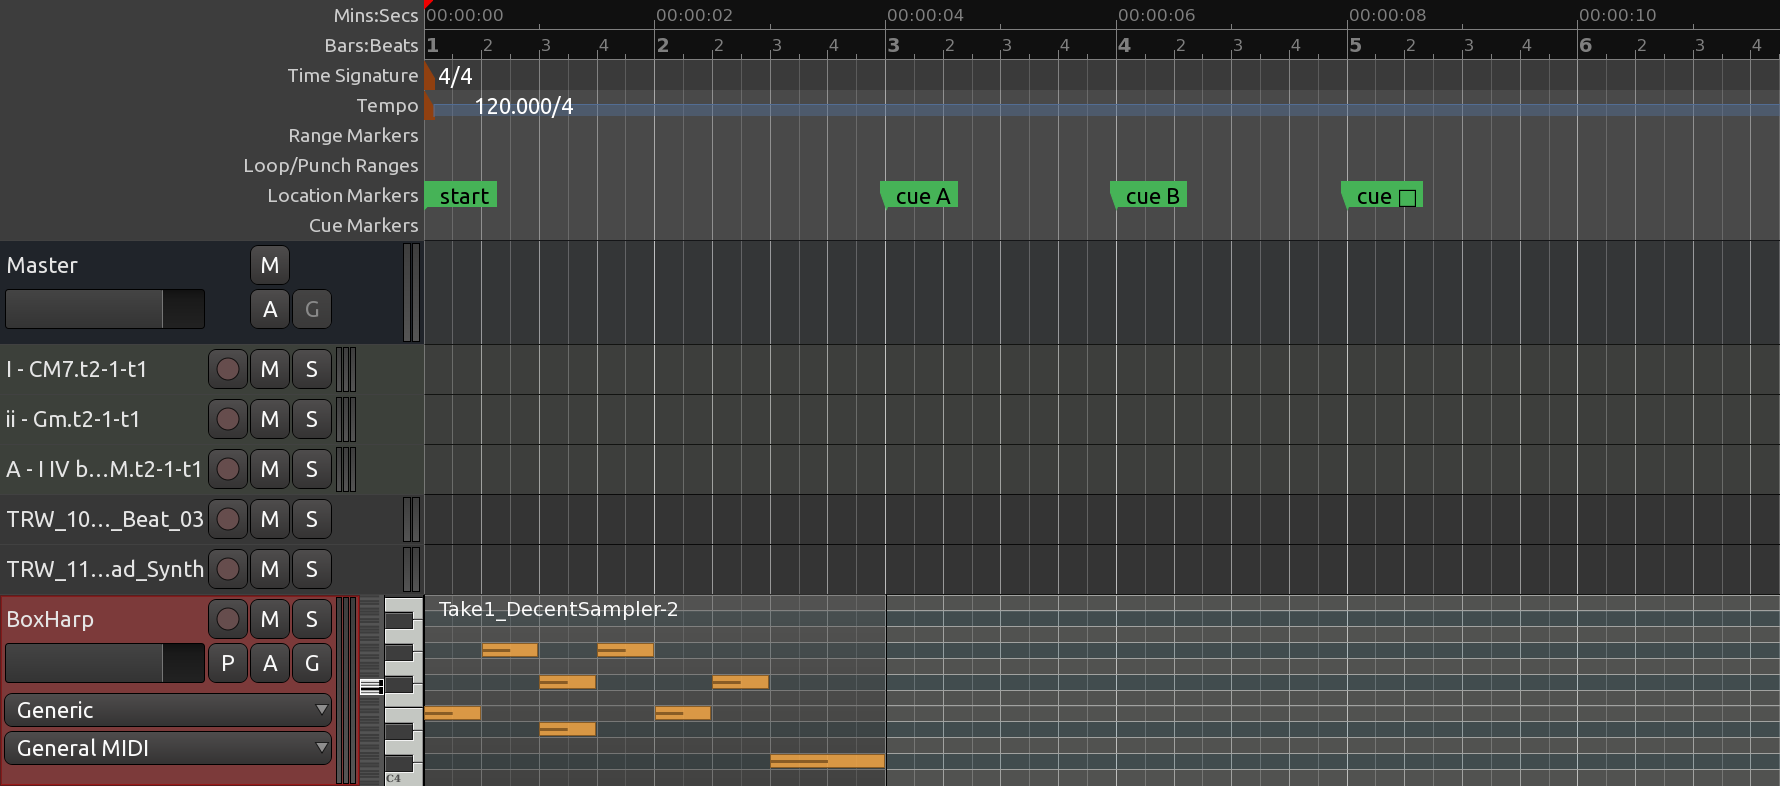 Mins:Secs 00:00:00 00:00:02 00:00:04 00:00:06 00:00:08 00:00:10
Bars:Beats 1 2 3 4 2 2 3 4 3 2 3 4 4 2 3 4 5 2 3 4 6 2 3 4
Time Signature 4/4
Tempo 120.000/4
Range Markers
Loop/Punch Ranges
Location Markers start cue A cue B cue □
Cue Markers
Master M
A G
I - CM7.t2-1-t1 M S
ii - Gm.t2-1-t1 M S
A - I IV b...M.t2-1-t1 M S
TRW_10..._Beat_03 M S
TRW_11...ad_Synth M S
BoxHarp M S Take1_DecentSampler-2
P A G
Generic
General MIDI
C4